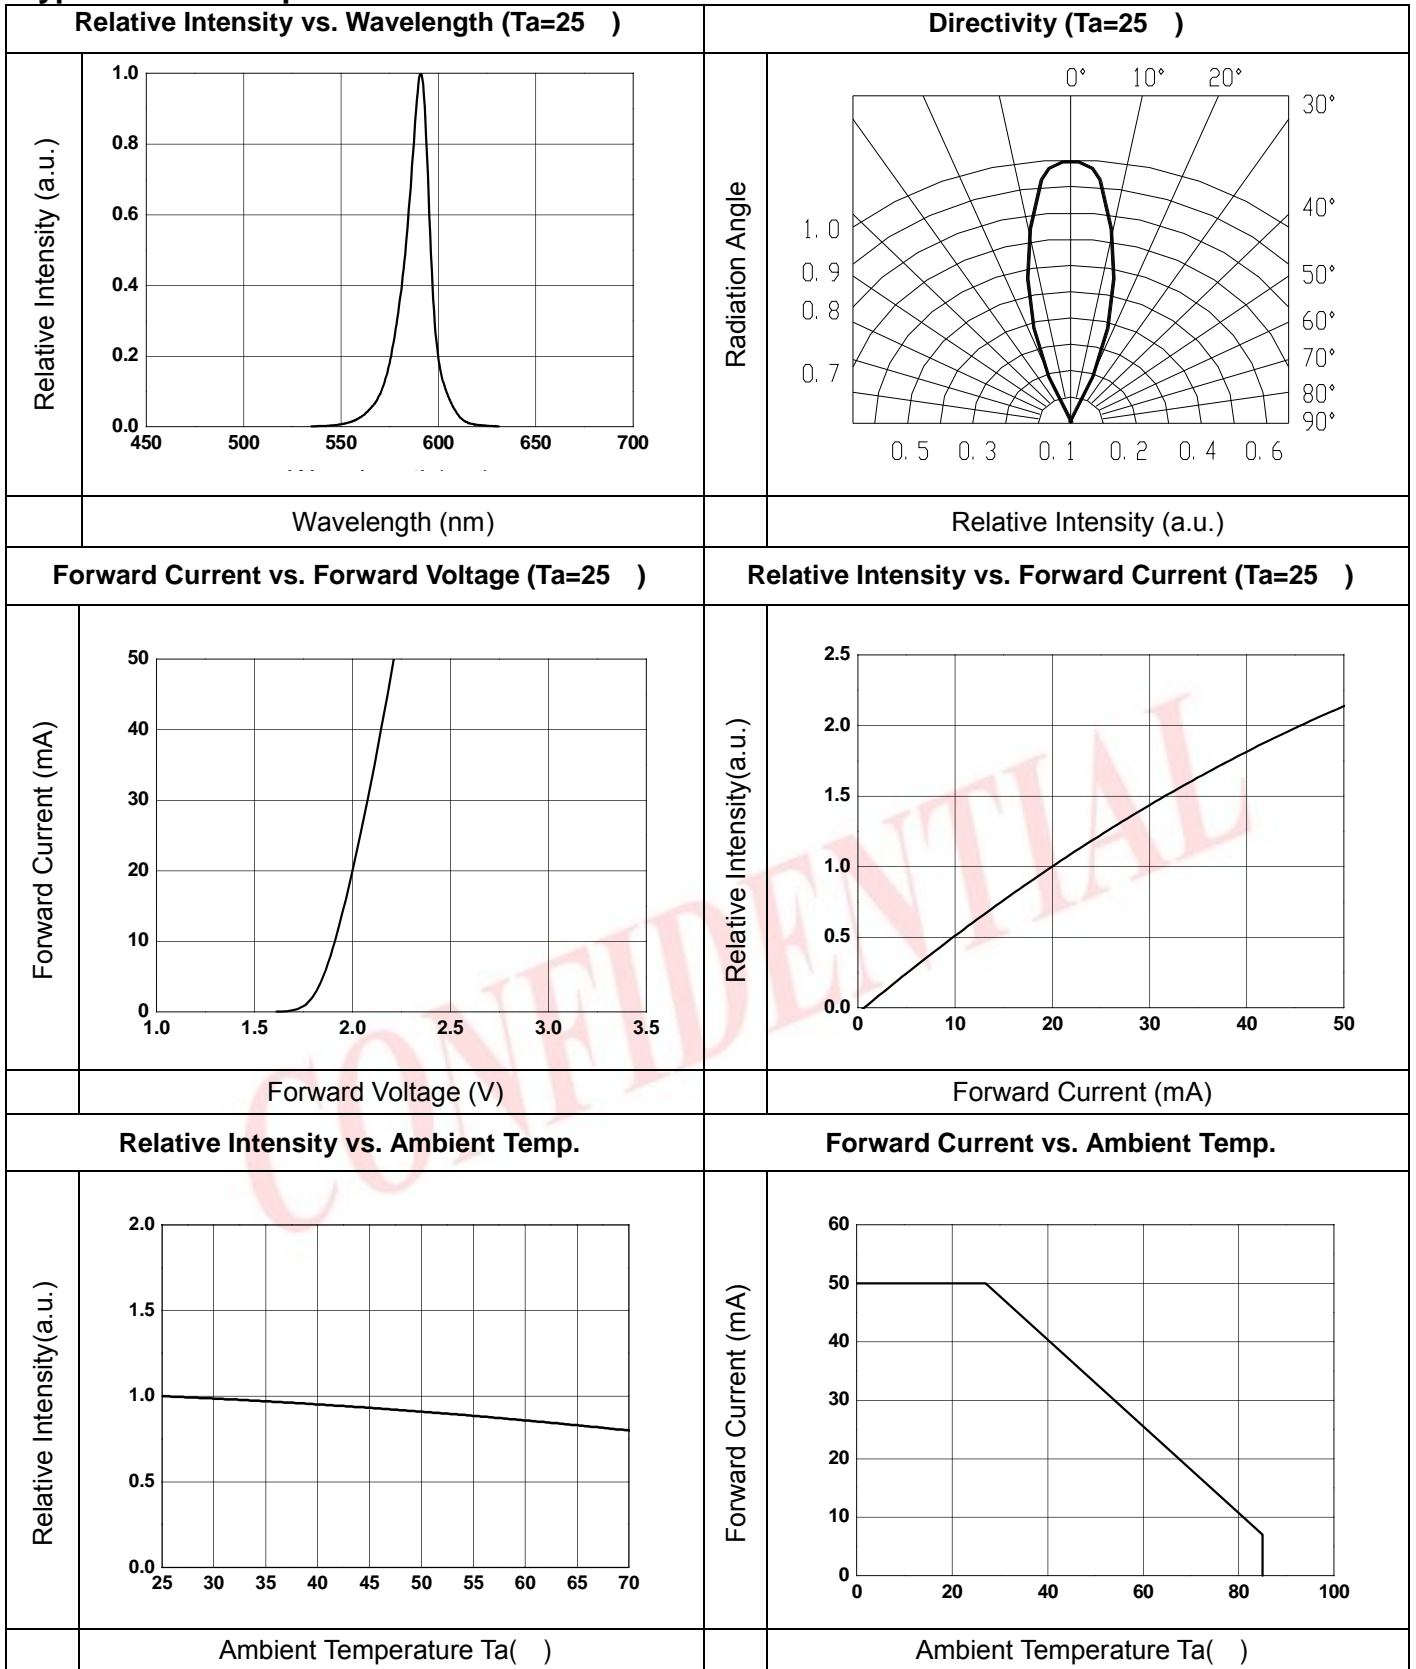 Relative Intensity vs. Wavelength (Ta=25 )
Directivity (Ta=25 )
Relative Intensity (a.u.)
1.0
0.8
0.6
0.4
0.2
0.0
450 500 550 600 650 700
Wavelength (nm)
Radiation Angle
0° 10° 20°
30°
40°
50°
60°
70°
80°
90°
1.0
0.9
0.8
0.7
0.5 0.3 0.1 0.2 0.4 0.6
Relative Intensity (a.u.)
Forward Current vs. Forward Voltage (Ta=25 )
Relative Intensity vs. Forward Current (Ta=25 )
Forward Current (mA)
50
40
30
20
10
0
1.0 1.5 2.0 2.5 3.0 3.5
Forward Voltage (V)
Relative Intensity(a.u.)
2.5
2.0
1.5
1.0
0.5
0.0
0 10 20 30 40 50
Forward Current (mA)
CONFIDENTIAL
Relative Intensity vs. Ambient Temp.
Forward Current vs. Ambient Temp.
Relative Intensity(a.u.)
2.0
1.5
1.0
0.5
0.0
25 30 35 40 45 50 55 60 65 70
Ambient Temperature Ta( )
Forward Current (mA)
60
50
40
30
20
10
0
0 20 40 60 80 100
Ambient Temperature Ta( )